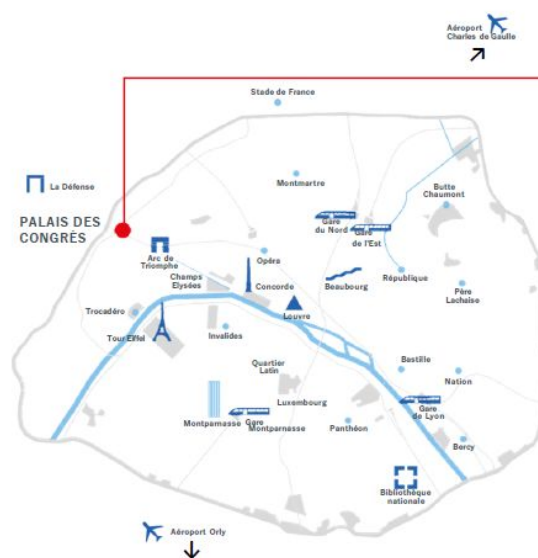 Aéroport
Charles de Gaulle
Stade de France
La Défense
Montmartre
Butte
Chaumont
PALAIS DES
CONGRÈS
Gare
du Nord
Gare
de l'Est
Arc de
Triomphe
Opéra
Champs
Elysées
Concorde
Beaubourg
République
Père
Lachaise
Trocadéro
Louvre
Tour Eiffel
Invalides
Quartier
Latin
Bastille
Nation
Luxembourg
Gare
de Lyon
Montparnasse
Gare
Montparnasse
Panthéon
Bercy
Bibliothèque
nationale
Aéroport Orly